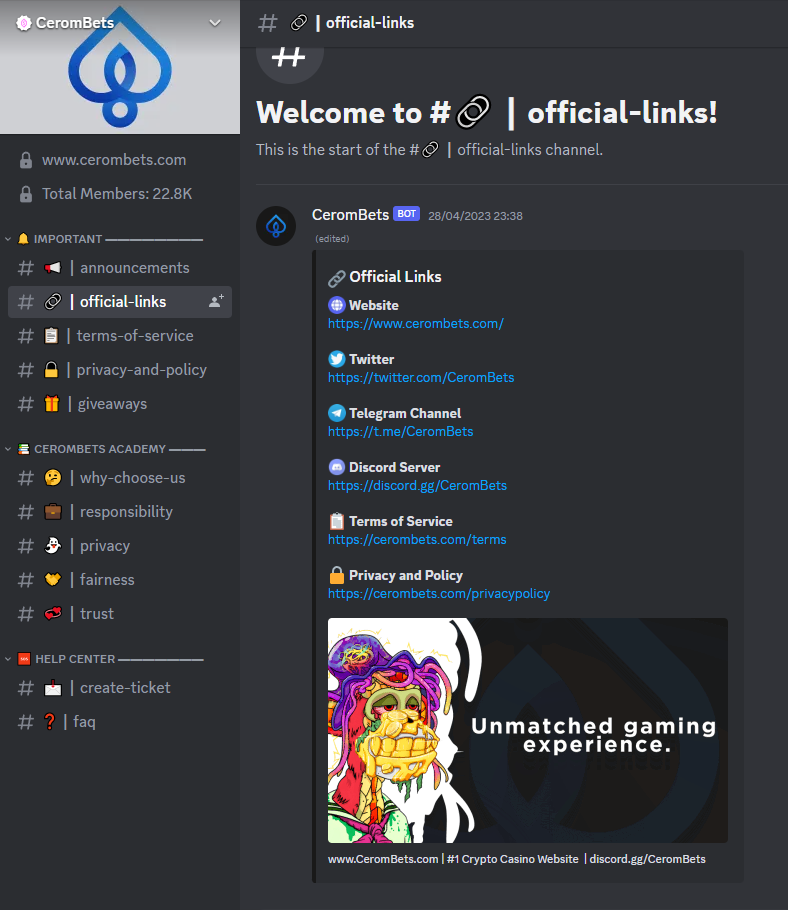 CeromBets
www.cerombets.com
Total Members: 22.8K
IMPORTANT
# | announcements
# | official-links
# | terms-of-service
# | privacy-and-policy
# | giveaways
CEROMBETS ACADEMY
# | why-choose-us
# | responsibility
# | privacy
# | fairness
# | trust
HELP CENTER
# | create-ticket
# | faq
# | official-links
Welcome to # | official-links!
This is the start of the # | official-links channel.
CeromBets BOT 28/04/2023 23:38
(edited)
Official Links
Website
https://www.cerombets.com/
Twitter
https://twitter.com/CeromBets
Telegram Channel
https://t.me/CeromBets
Discord Server
https://discord.gg/CeromBets
Terms of Service
https://cerombets.com/terms
Privacy and Policy
https://cerombets.com/privacypolicy
Unmatched gaming
experience.
www.CeromBets.com | #1 Crypto Casino Website | discord.gg/CeromBets